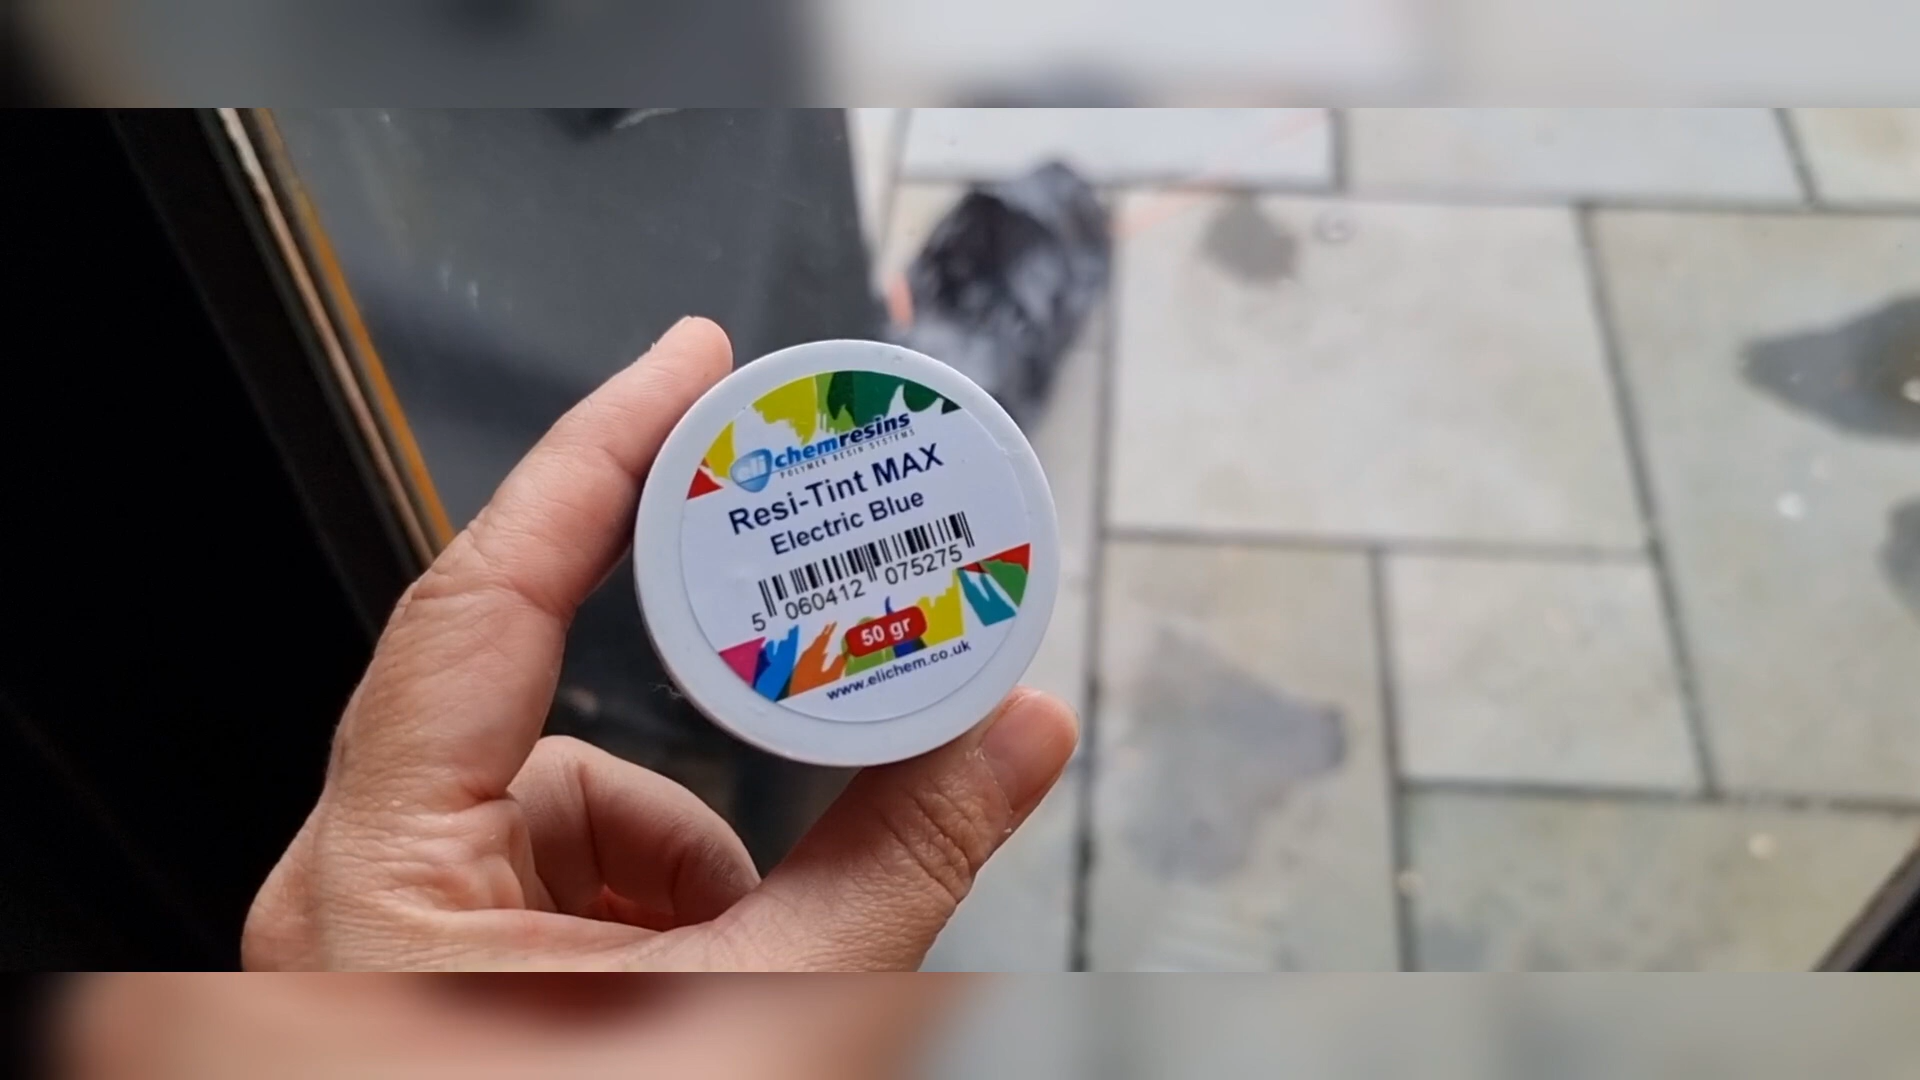 elichemresins
POLYMER RESIN SYSTEMS
Resi-Tint MAX
Electric Blue
5 060412 075275
50 gr
www.elichem.co.uk